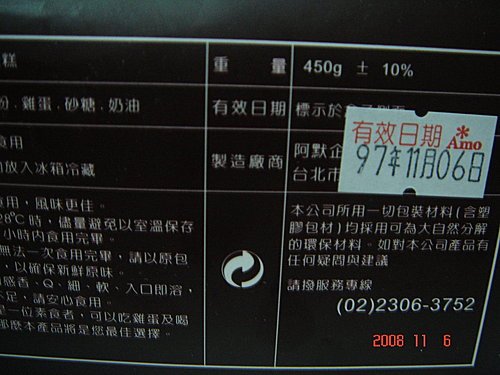 糕
重 量 450g ± 10%
粉．雞蛋．砂糖．奶油
有效日期 標示於
有效日期
Amo
97年11月06日
食用
放入冰箱冷藏
製造廠商 阿默企
台北市
食用，風味更佳。
28℃時，儘量避免以室溫保存
小時內食用完畢。
無法一次食用完畢，請以原包
，以確保新鮮原味。
感香、Q、細、軟、入口即溶，
不足，請安心食用。
是一位素食者，可以吃雞蛋及喝
那麼本產品將是您最佳選擇。
本公司所用一切包裝材料(含塑
膠包材)均採用可為大自然分解
的環保材料。如對本公司產品有
任何疑問與建議
請撥服務專線
(02)2306-3752
2008 11 6